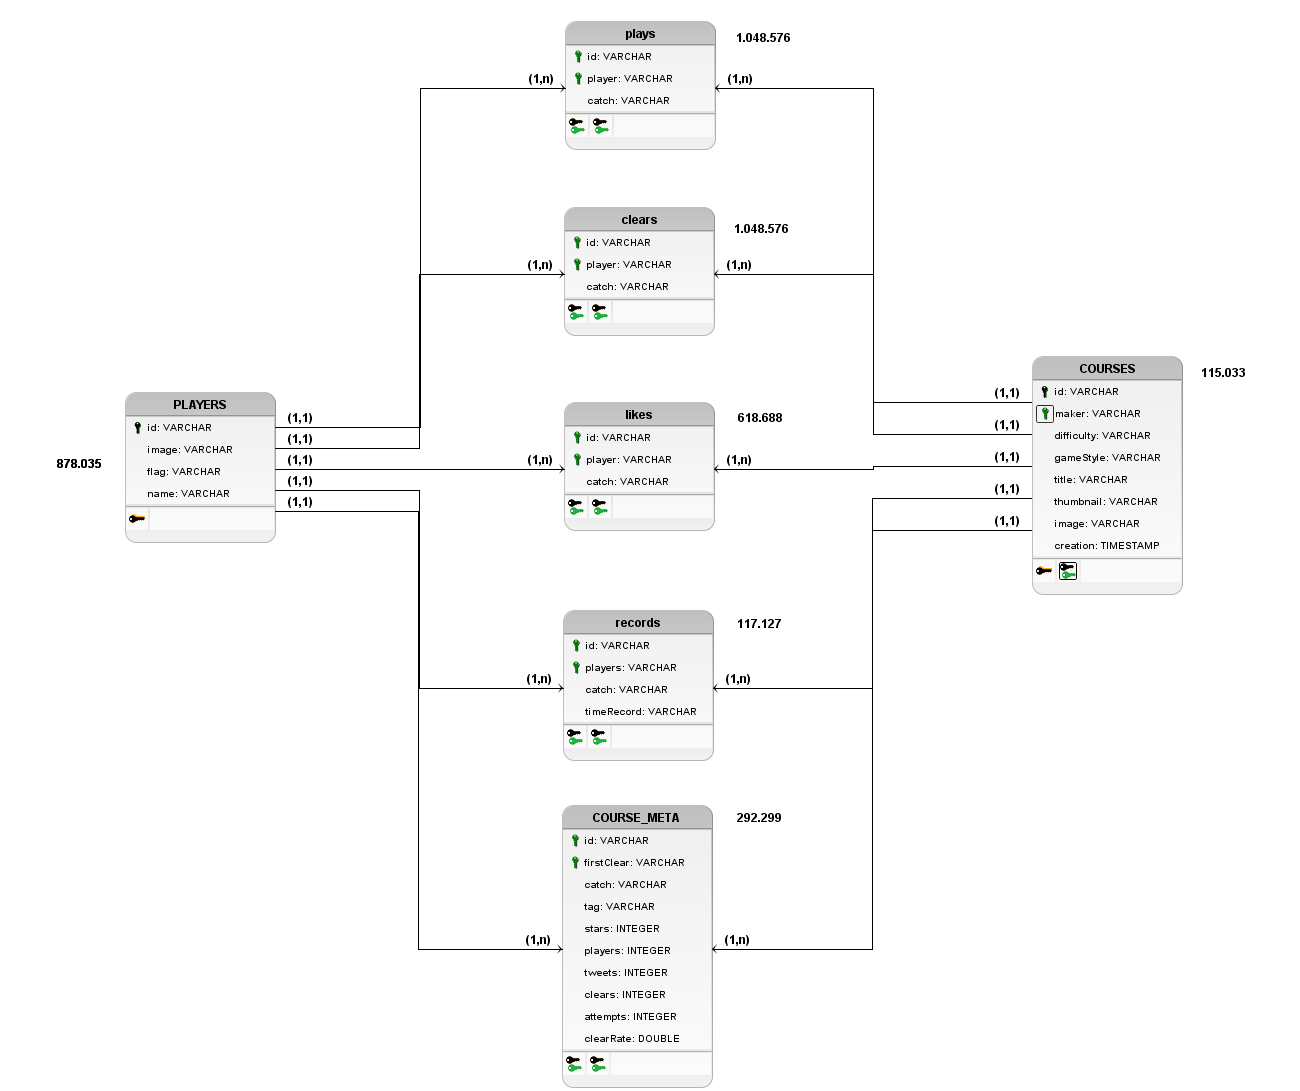 plays
1.048.576
id: VARCHAR
player: VARCHAR
catch: VARCHAR
(1,n)
(1,n)
clears
1.048.576
id: VARCHAR
player: VARCHAR
catch: VARCHAR
(1,n)
(1,n)
likes
618.688
id: VARCHAR
player: VARCHAR
catch: VARCHAR
(1,n)
(1,n)
PLAYERS
878.035
id: VARCHAR
image: VARCHAR
flag: VARCHAR
name: VARCHAR
(1,1)
(1,1)
(1,1)
(1,1)
(1,1)
COURSES
115.033
id: VARCHAR
maker: VARCHAR
difficulty: VARCHAR
gameStyle: VARCHAR
title: VARCHAR
thumbnail: VARCHAR
image: VARCHAR
creation: TIMESTAMP
(1,1)
(1,1)
(1,1)
(1,1)
(1,1)
records
117.127
id: VARCHAR
players: VARCHAR
catch: VARCHAR
timeRecord: VARCHAR
(1,n)
(1,n)
COURSE_META
292.299
id: VARCHAR
firstClear: VARCHAR
catch: VARCHAR
tag: VARCHAR
stars: INTEGER
players: INTEGER
tweets: INTEGER
clears: INTEGER
attempts: INTEGER
clearRate: DOUBLE
(1,n)
(1,n)